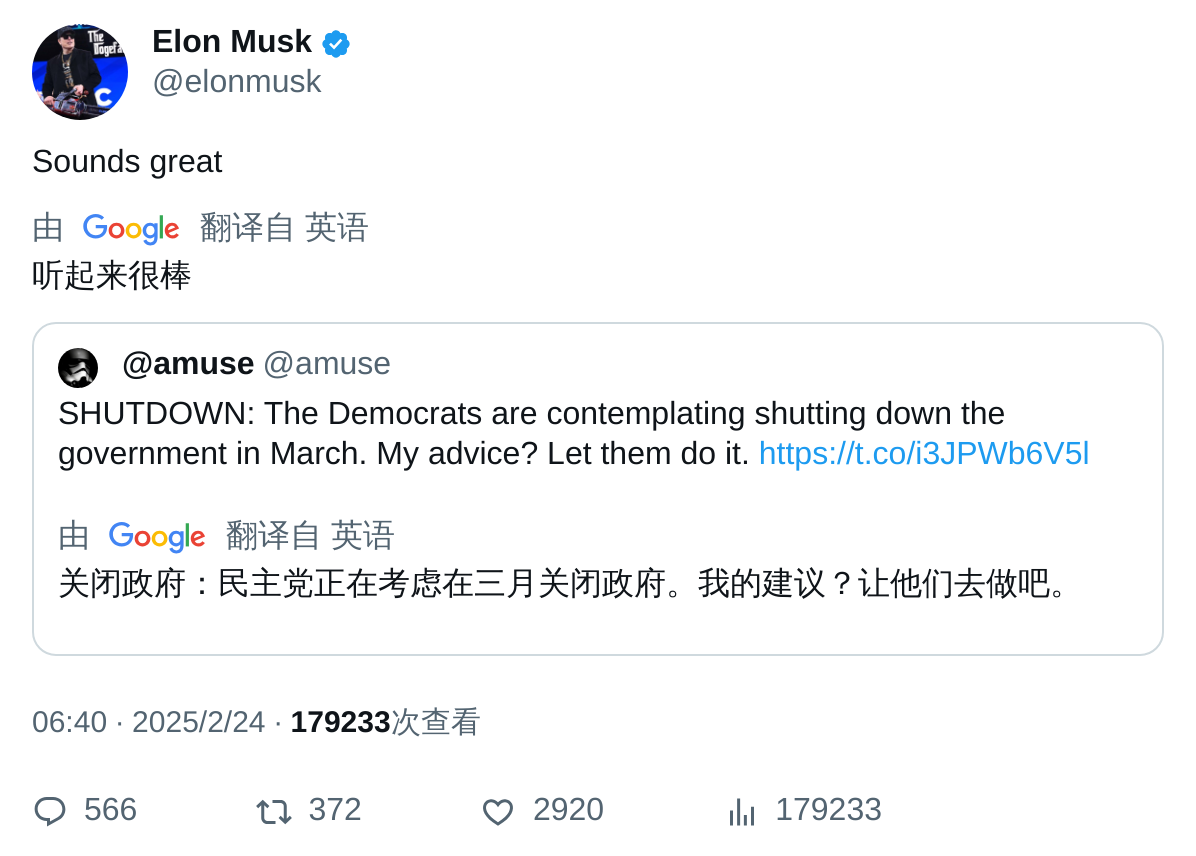 The
Dogefa
C
Elon Musk
@elonmusk
Sounds great
由 Google 翻译自 英语
听起来很棒
@amuse @amuse
SHUTDOWN: The Democrats are contemplating shutting down the
government in March. My advice? Let them do it. https://t.co/i3JPWb6V5l
由 Google 翻译自 英语
关闭政府：民主党正在考虑在三月关闭政府。我的建议？让他们去做吧。
06:40 · 2025/2/24 · 179233次查看
566 372 2920 179233